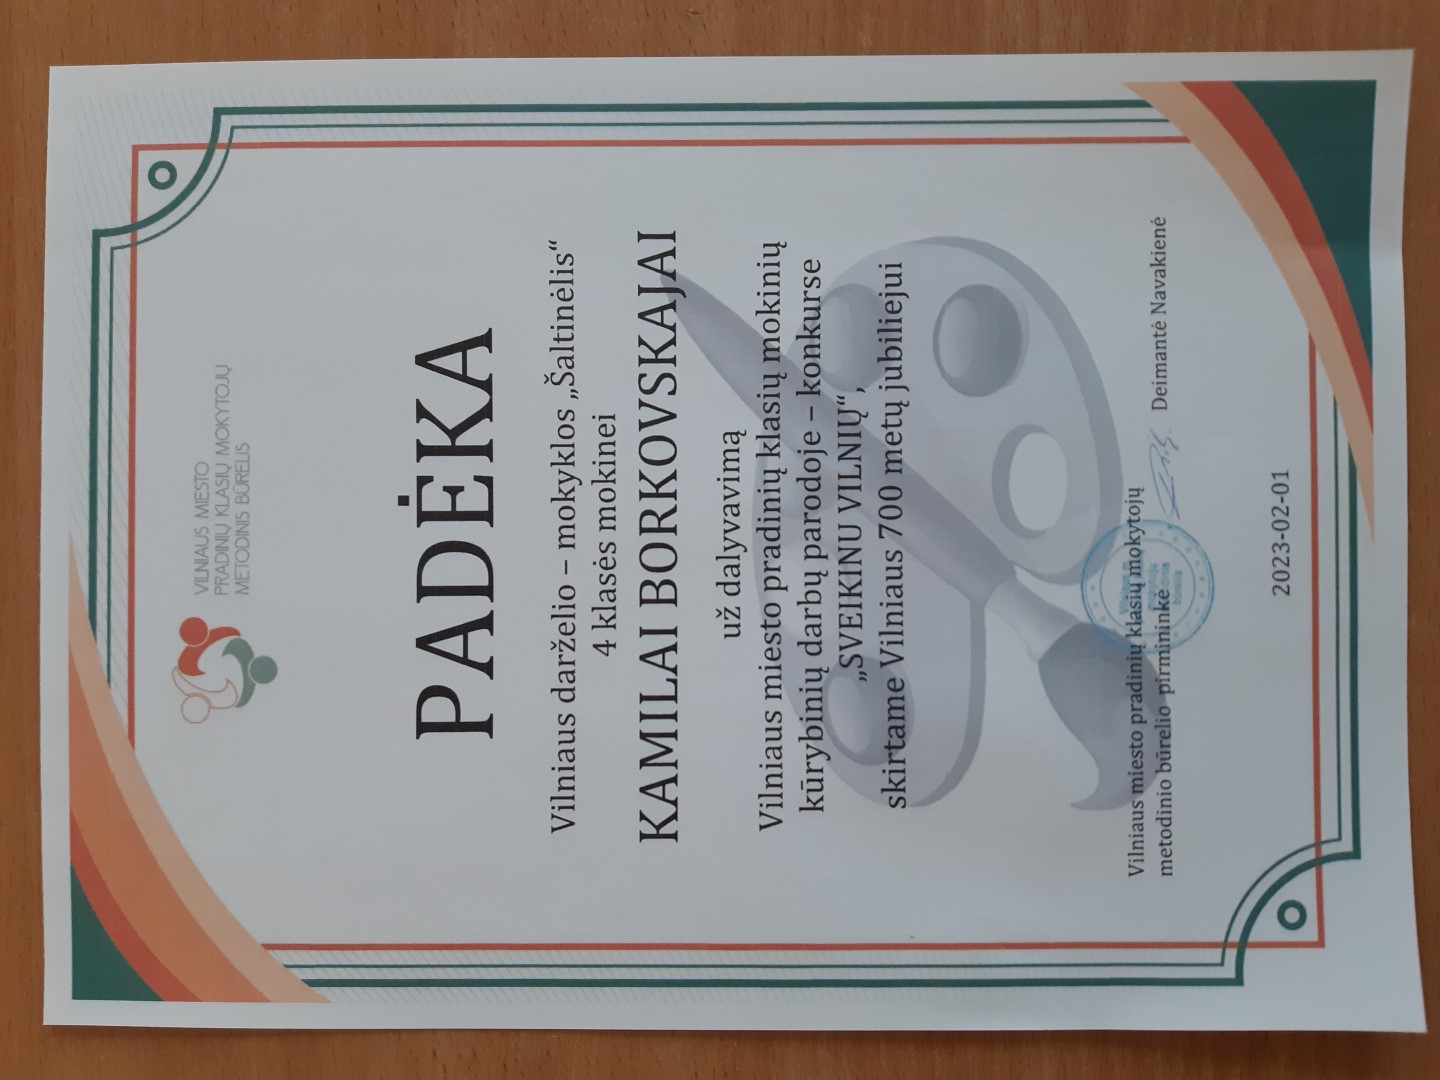 VILNIAUS MIESTO
PRADINIŲ KLASIŲ MOKYTOJŲ
METODINIS BŪRELIS
PADĖKA
Vilniaus darželio – mokyklos „Šaltinėlis“
4 klasės mokinei
KAMILAI BORKOVSKAJAI
už dalyvavimą
Vilniaus miesto pradinių klasių mokinių
kūrybinių darbų parodoje – konkurse
„SVEIKINU VILNIŲ“,
skirtame Vilniaus 700 metų jubiliejui
Vilniaus miesto pradinių klasių mokytojų
metodinio būrelio pirmininkė Deimantė Navakienė
2023-02-01